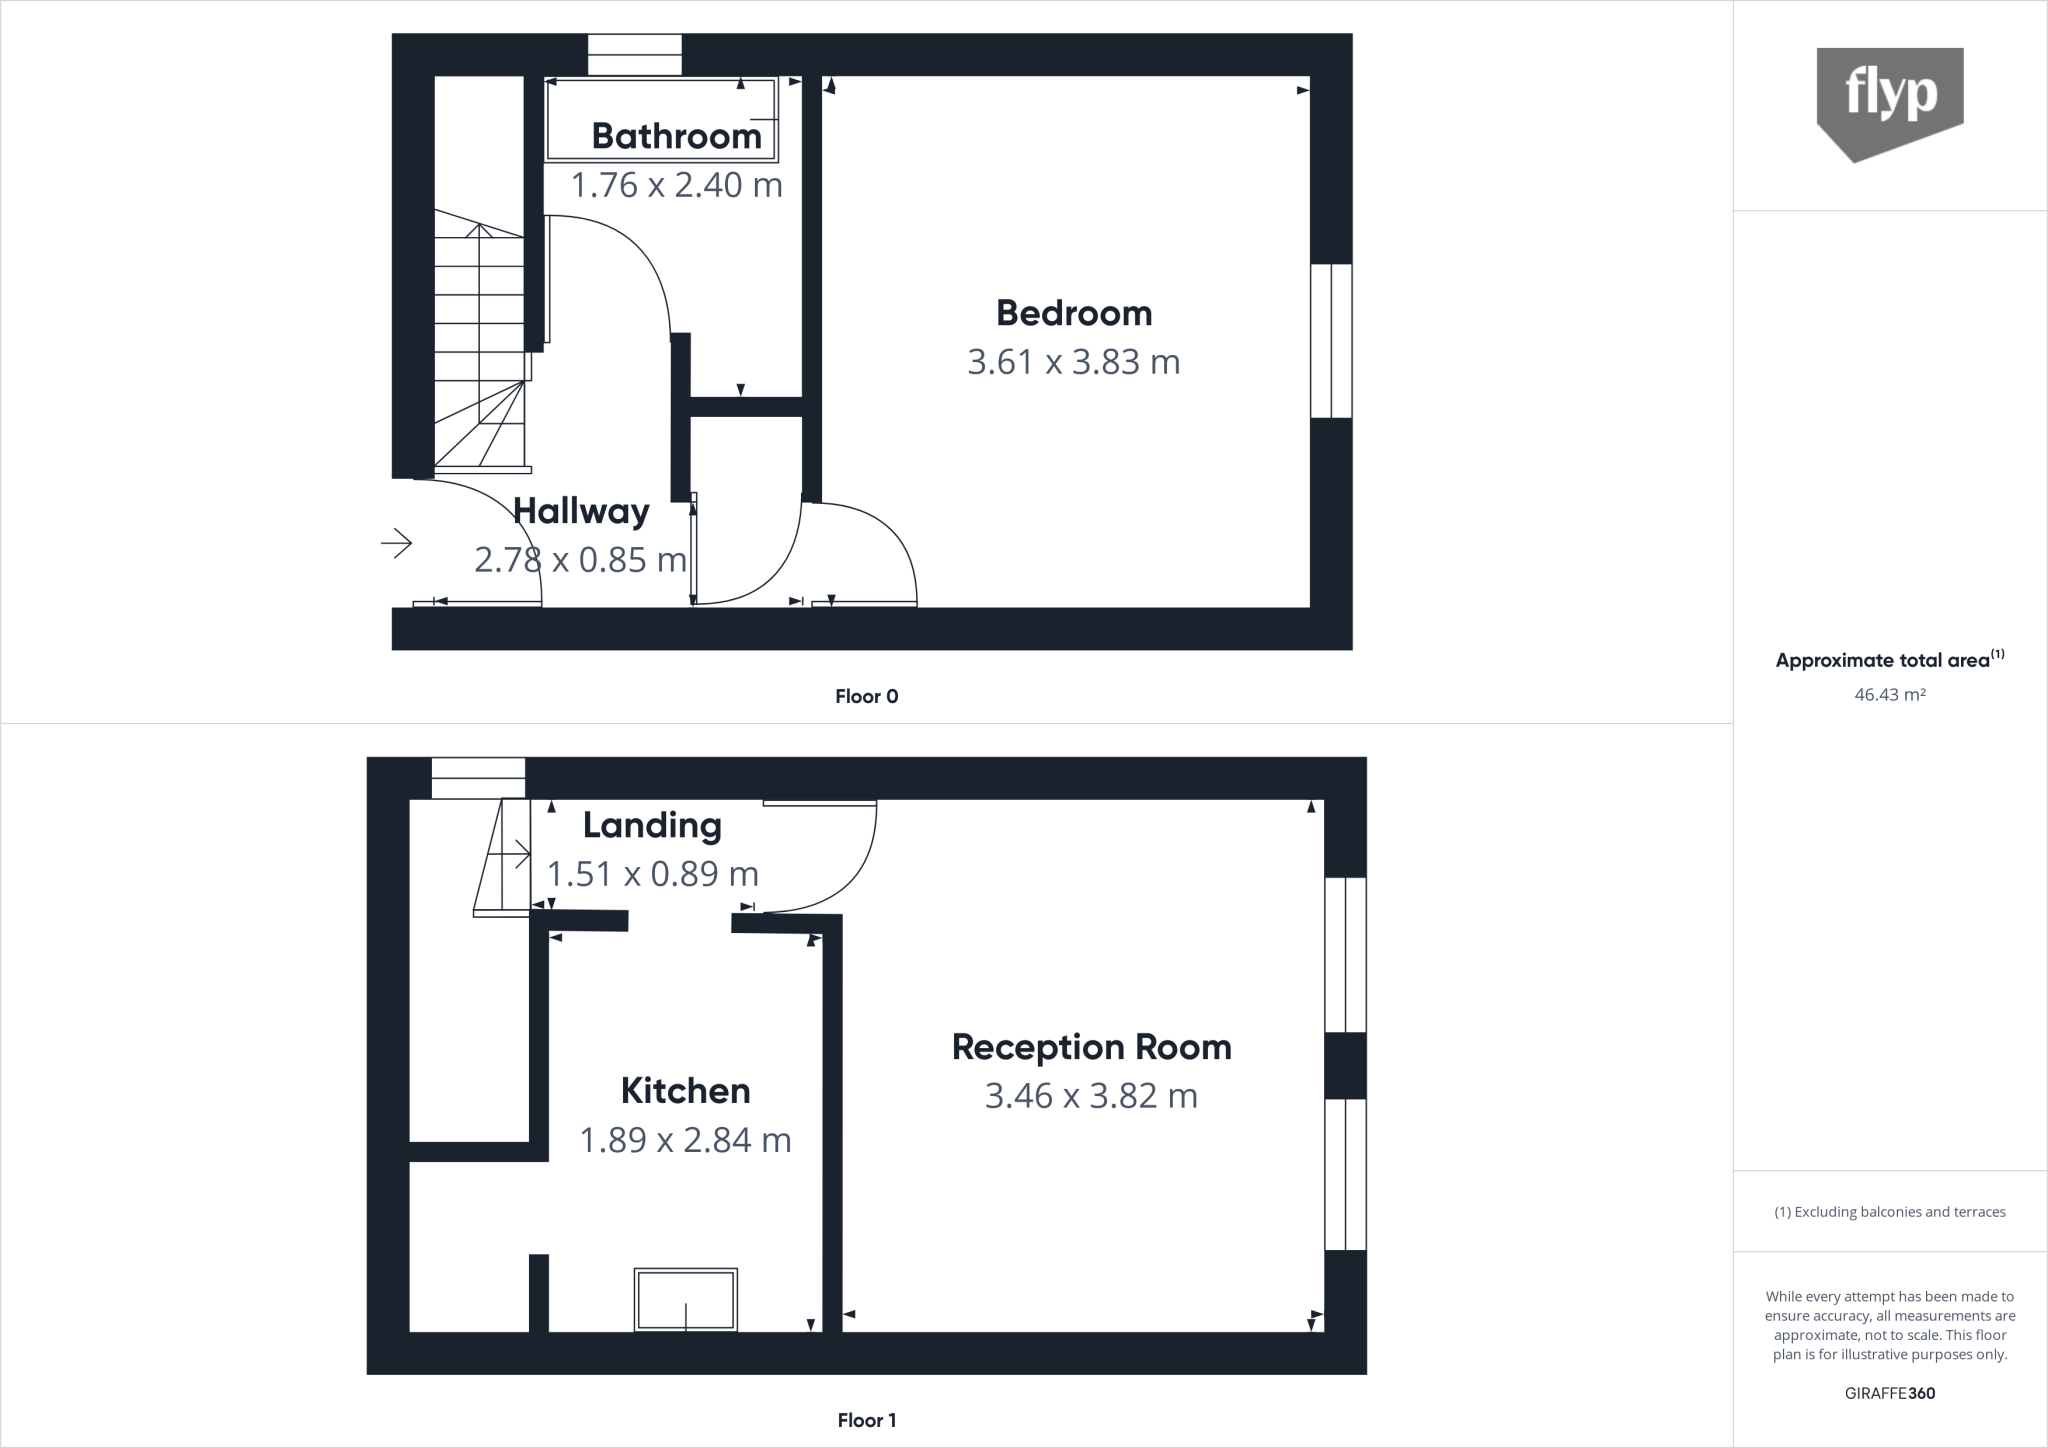 Bathroom
1.76 x 2.40 m
Bedroom
3.61 x 3.83 m
Hallway
2.78 x 0.85 m
Floor 0
Landing
1.51 x 0.89 m
Kitchen
1.89 x 2.84 m
Reception Room
3.46 x 3.82 m
Floor 1
flyp
Approximate total area(1)
46.43 m²
(1) Excluding balconies and terraces
While every attempt has been made to
ensure accuracy, all measurements are
approximate, not to scale. This floor
plan is for illustrative purposes only.
GIRAFFE360